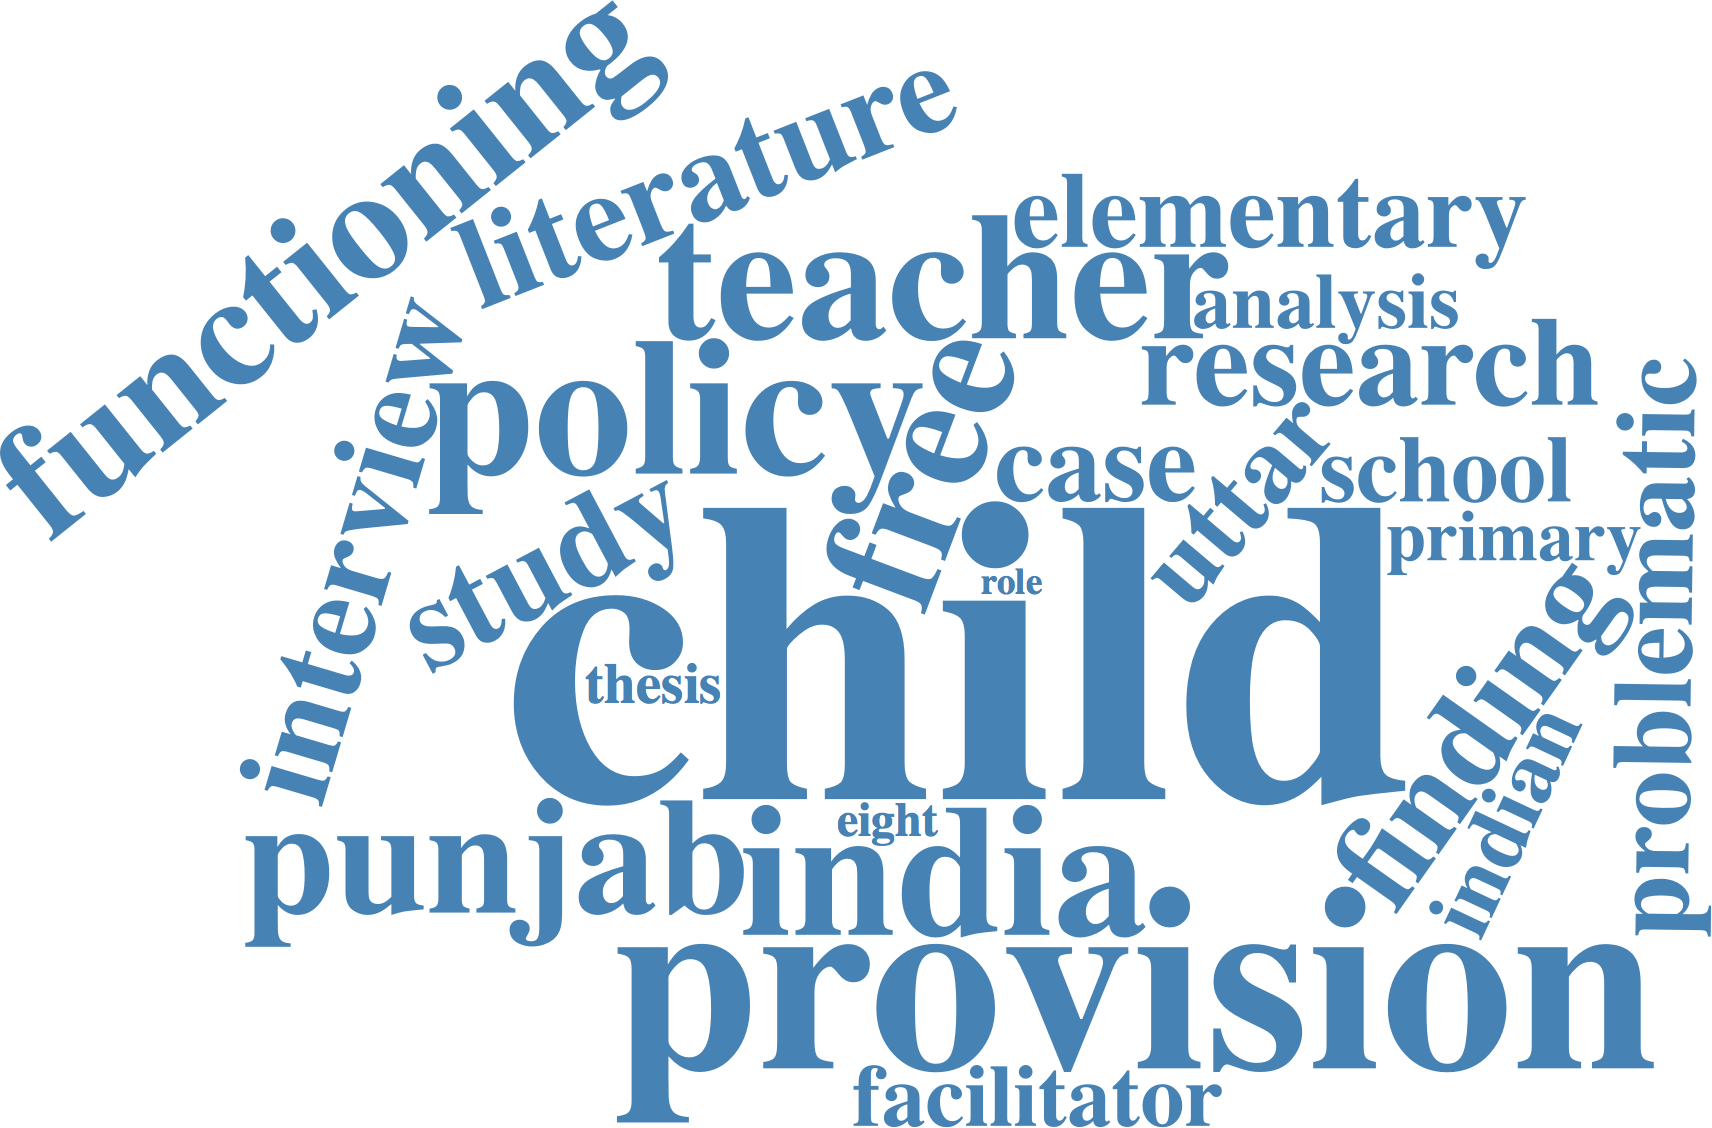 functioning
literature
elementary
teacher
analysis
interview
policy
free
research
case
uttar
school
problematic
study
primary
child
role
thesis
finding
indian
punjab
eight
india
provision
facilitator